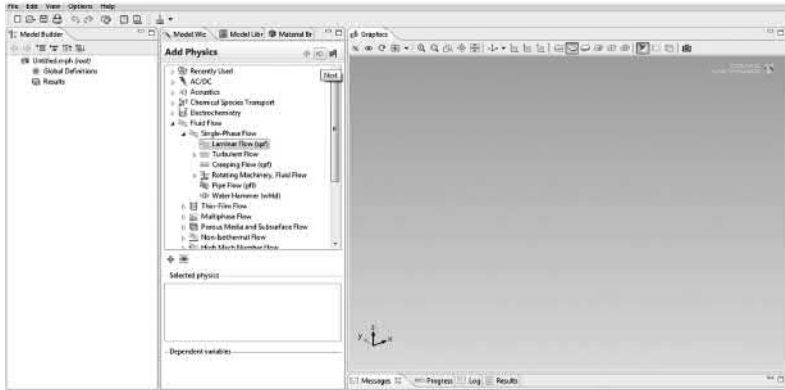 File Edit View Options Help
Model Builder
Untitled.mph (root)
Global Definitions
Results
Model Wiz Model Libr Material Br
Add Physics
Next
Recently Used
AC/DC
Acoustics
Chemical Species Transport
Electrochemistry
Fluid Flow
Single-Phase Flow
Laminar Flow (spf)
Turbulent Flow
Creeping Flow (spf)
Rotating Machinery, Fluid Flow
Pipe Flow (pfl)
Water Hammer (whtd)
Thin-Film Flow
Multiphase Flow
Porous Media and Subsurface Flow
Non-Isothermal Flow
High Mach Number Flow
Selected physics
Dependent variables
Graphics
z
y x
Messages Progress Log Results